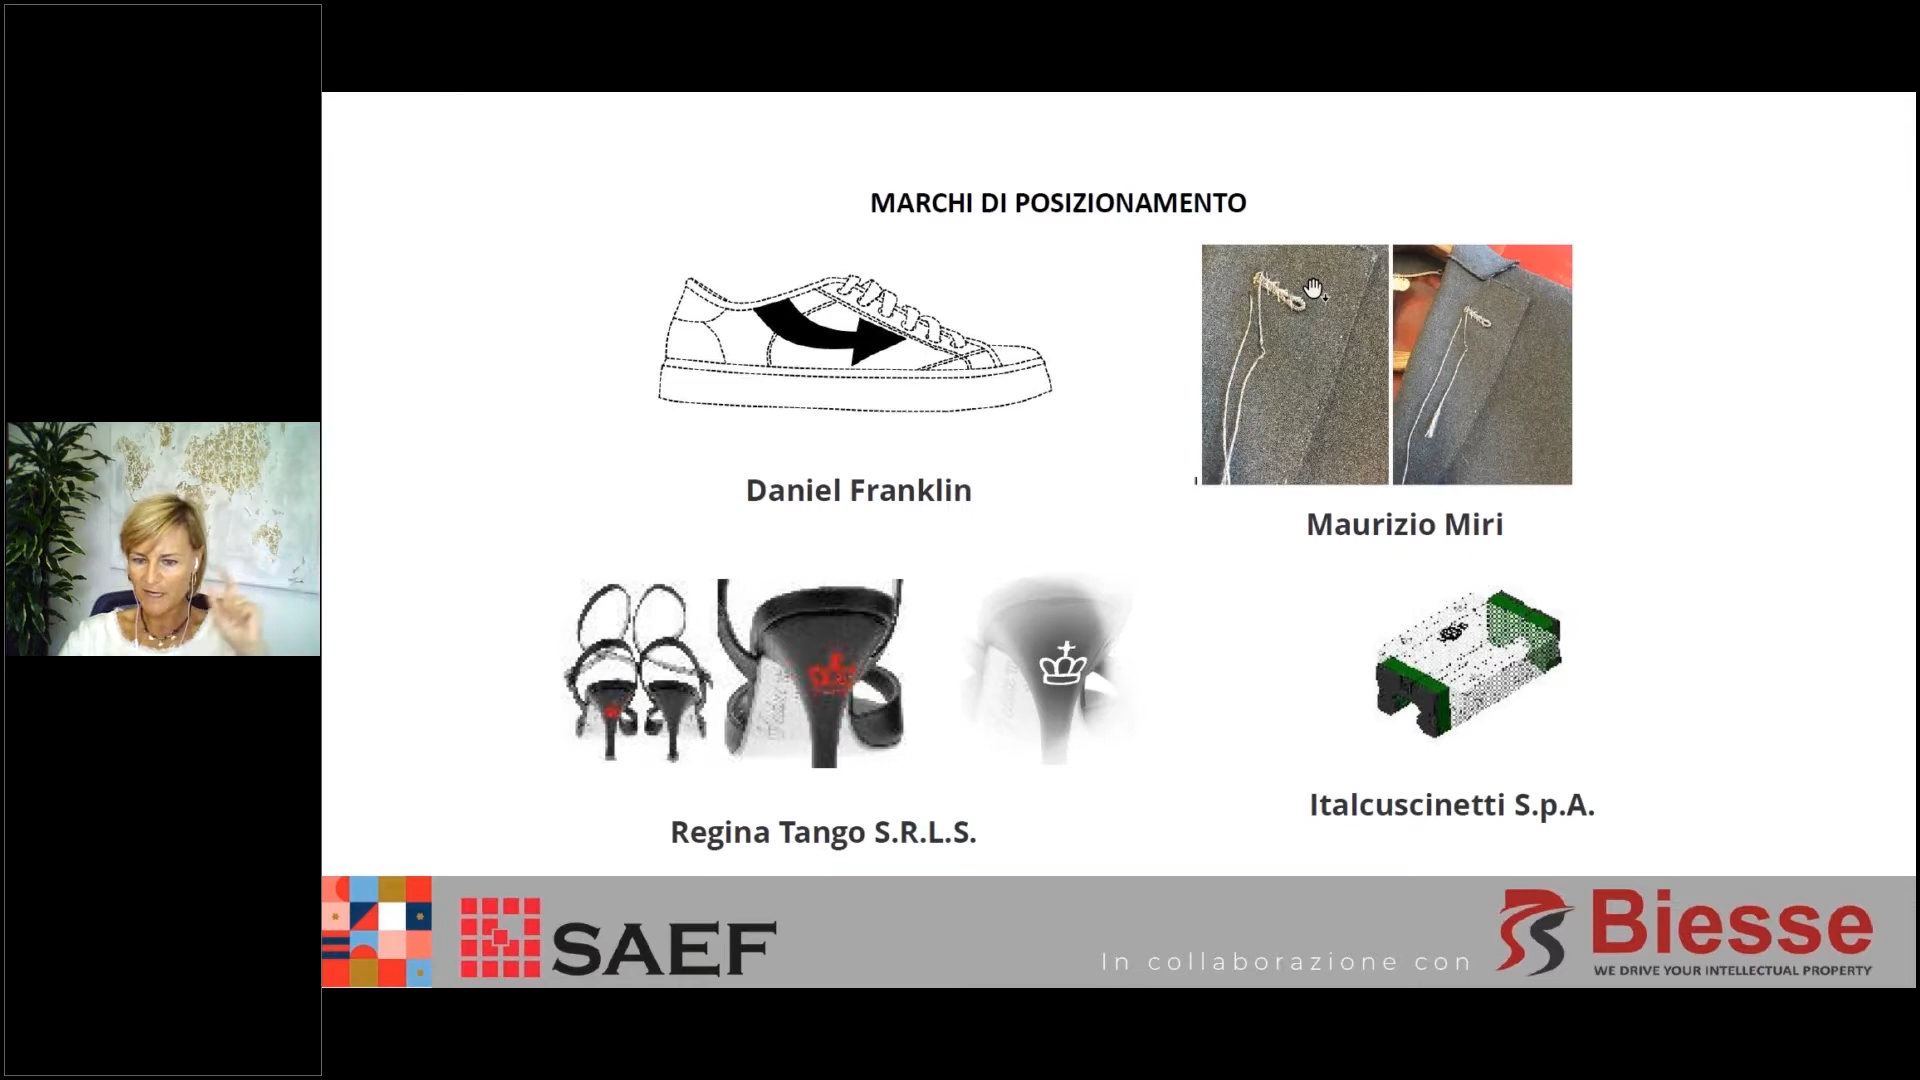 MARCHI DI POSIZIONAMENTO
Daniel Franklin
Maurizio Miri
Regina Tango S.R.L.S.
Italcuscinetti S.p.A.
SAEF
In collaborazione con
Biesse
WE DRIVE YOUR INTELLECTUAL PROPERTY